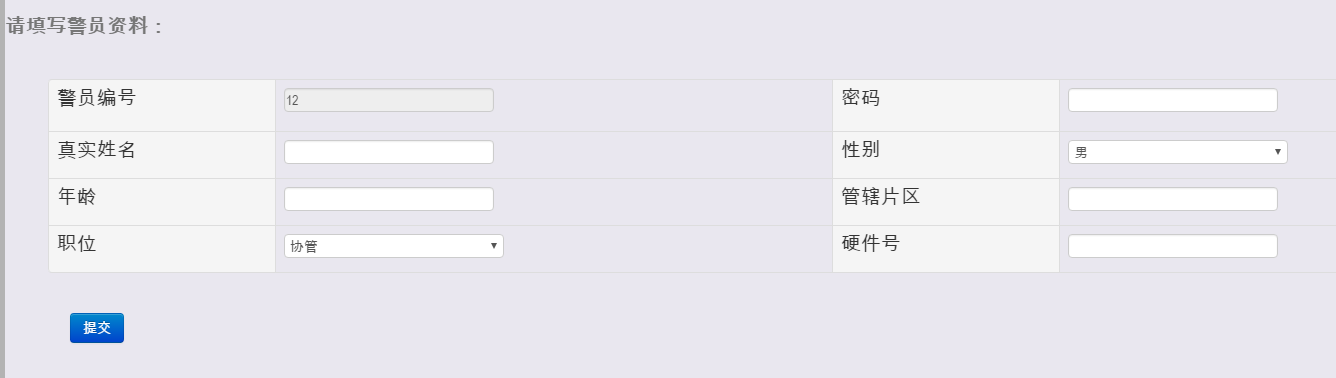 请填写警员资料：
警员编号 12 密码
真实姓名 性别 男
年龄 管辖片区
职位 协管 硬件号
提交